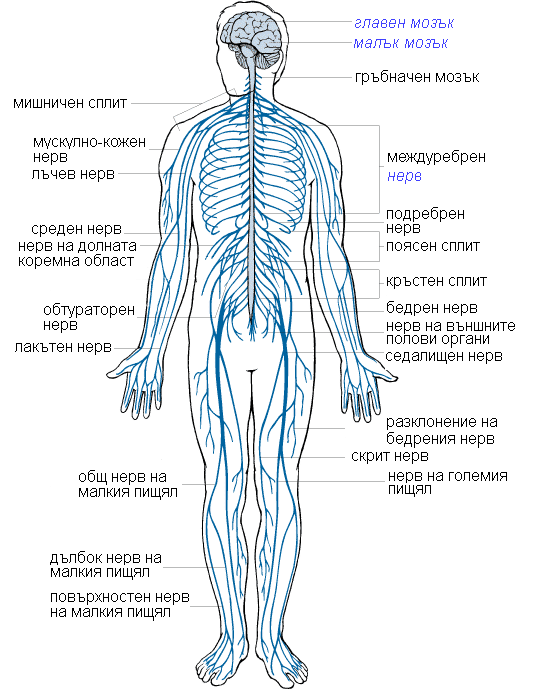 главен мозък
малък мозък
гръбначен мозък
мишничен сплит
мускулно-кожен
нерв
лъчев нерв
междуребрен
нерв
подребрен
нерв
поясен сплит
среден нерв
нерв на долната
коремна област
кръстен сплит
обтураторен
нерв
лакътен нерв
бедрен нерв
нерв на външните
полови органи
седалищен нерв
разклонение на
бедрения нерв
скрит нерв
нерв на големия
пищял
общ нерв на
малкия пищял
дълбок нерв на
малкия пищял
повърхностен нерв
на малкия пищял